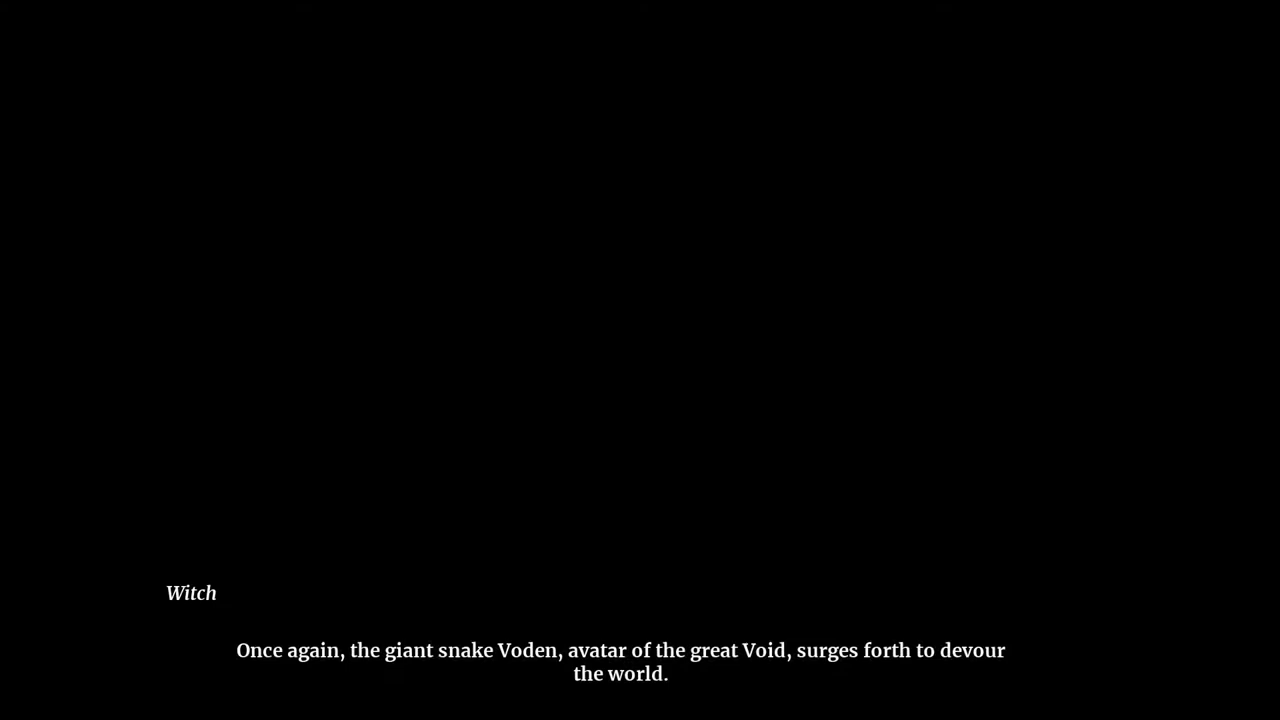 Witch
Once again, the giant snake Voden, avatar of the great Void, surges forth to devour
the world.